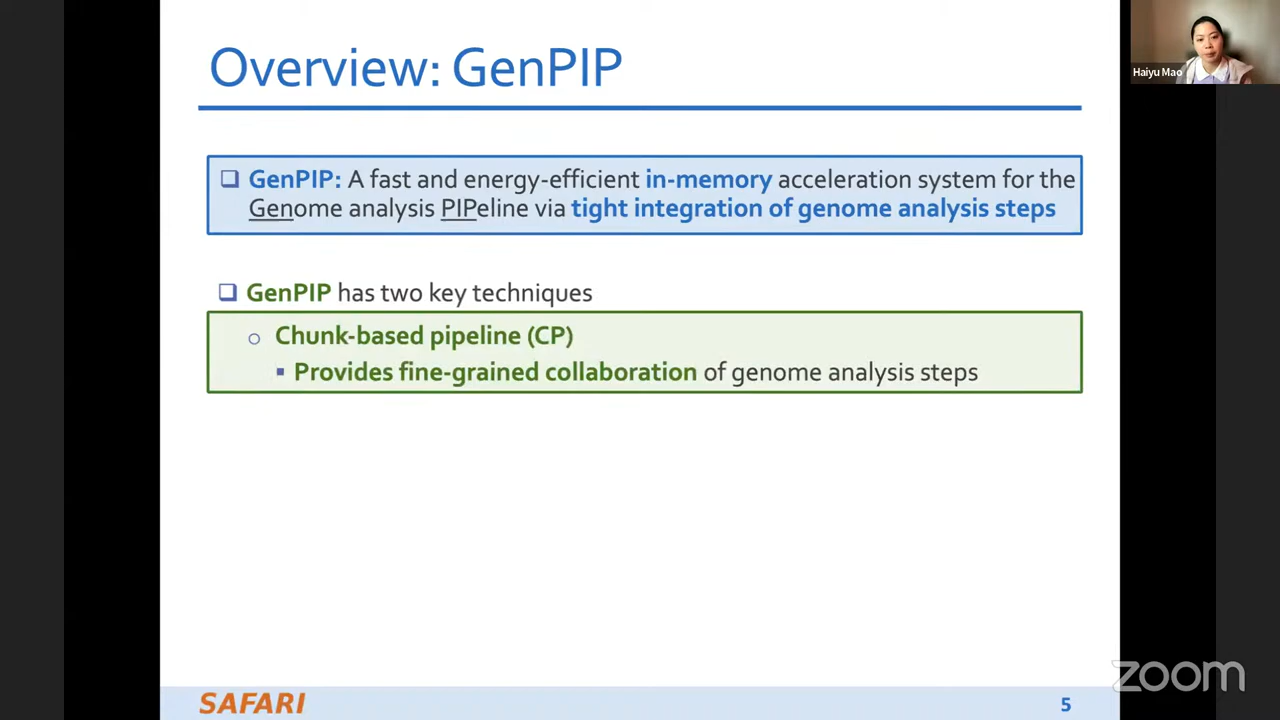 Overview: GenPIP
Haiyu Mao
❑ GenPIP: A fast and energy-efficient in-memory acceleration system for the
Genome analysis PIPeline via tight integration of genome analysis steps
❑ GenPIP has two key techniques
○ Chunk-based pipeline (CP)
▪ Provides fine-grained collaboration of genome analysis steps
SAFARI
5
zoom